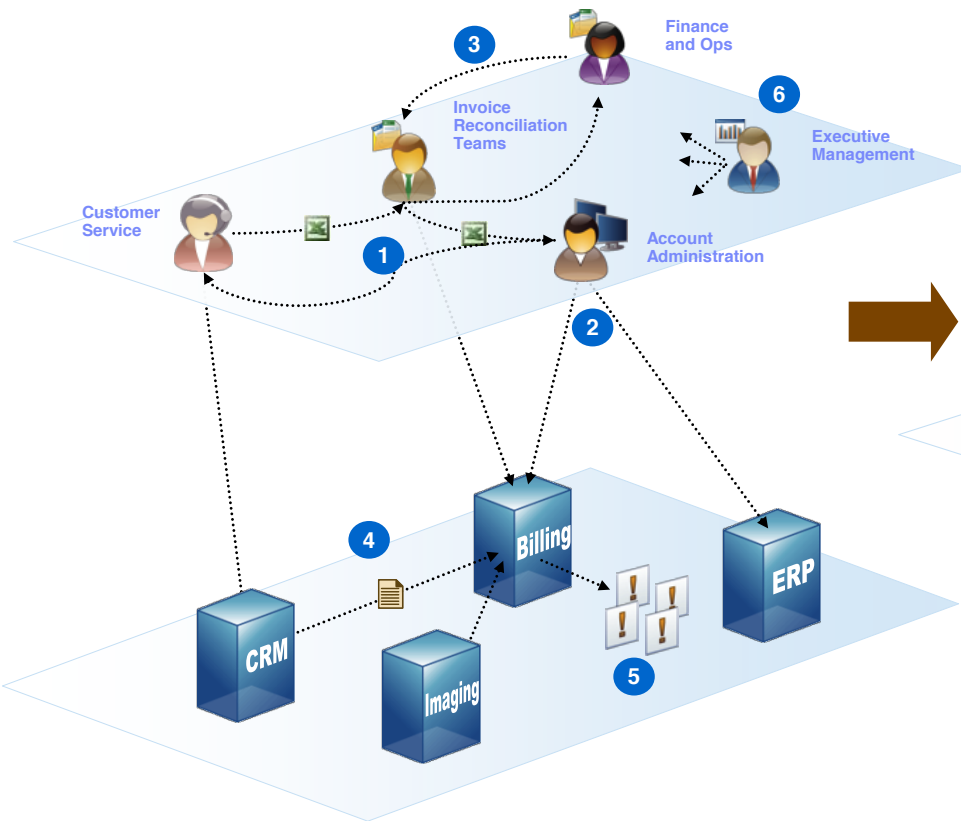 3
Finance
and Ops
6
Invoice
Reconciliation
Teams
Executive
Management
Customer
Service
1
Account
Administration
2
4
Billing
ERP
CRM
Imaging
5